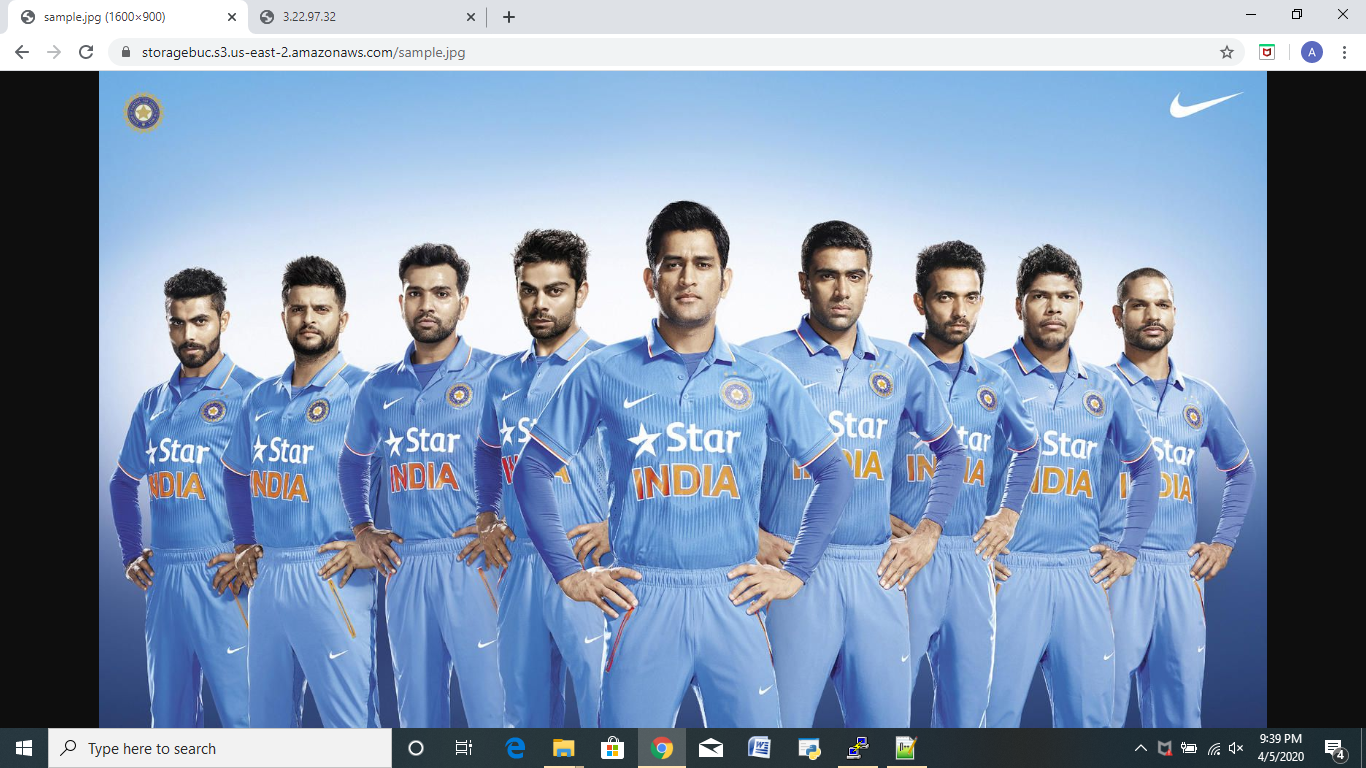 sample.jpg (1600×900)
3.22.97.32
storagebuc.s3.us-east-2.amazonaws.com/sample.jpg
A
Star
INDIA
Star
INDIA
Star
INDIA
Star
INDIA
Star
INDIA
Star
INDIA
Star
INDIA
Type here to search
9:39 PM
4/5/2020
4